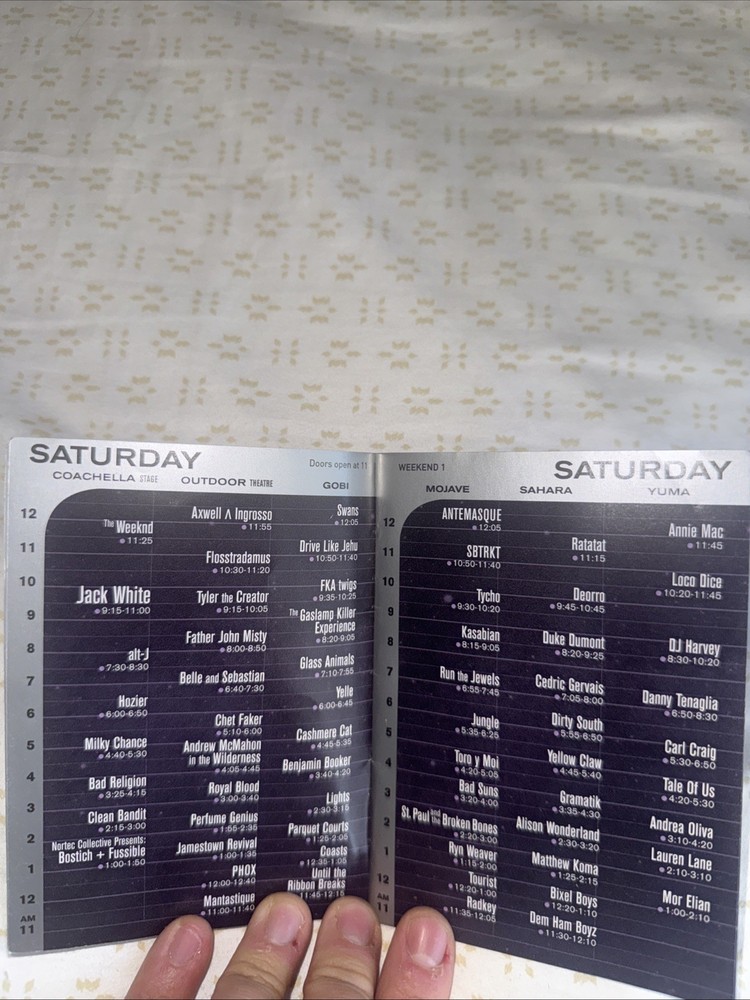 SATURDAY
Doors open at 11
COACHELLA STAGE
OUTDOOR THEATRE
GOBI
12
11
10
9
8
7
6
5
4
3
2
1
12
AM
11
The Weeknd
11:25
Jack White
9:15-11:00
alt-J
7:30-8:30
Hozier
6:00-6:50
Milky Chance
4:40-5:30
Bad Religion
3:25-4:15
Clean Bandit
2:15-3:00
Nortec Collective Presents:
Bostich + Fussible
1:00-1:50
Axwell Λ Ingrosso
11:55
Flosstradamus
10:30-11:20
Tyler the Creator
9:15-10:05
Father John Misty
8:00-8:50
Belle and Sebastian
6:40-7:30
Chet Faker
5:10-6:00
Andrew McMahon
in the Wilderness
4:05-4:45
Royal Blood
3:00-3:40
Perfume Genius
1:55-2:35
Jamestown Revival
1:00-1:35
PHOX
12:00-12:40
Mantastique
11:00-11:40
Swans
12:05
Drive Like Jehu
10:50-11:40
FKA twigs
9:35-10:25
The Gaslamp Killer
Experience
8:20-9:05
Glass Animals
7:10-7:55
Yelle
6:00-6:45
Cashmere Cat
4:45-5:35
Benjamin Booker
3:40-4:20
Lights
2:30-3:15
Parquet Courts
1:25-2:05
Coasts
12:35-1:05
Until the
Ribbon Breaks
11:45-12:15
WEEKEND 1
SATURDAY
MOJAVE
SAHARA
YUMA
12
11
10
9
8
7
6
5
4
3
2
1
12
AM
11
ANTEMASQUE
12:05
SBTRKT
10:50-11:40
Tycho
9:30-10:20
Kasabian
8:15-9:05
Run the Jewels
6:55-7:45
Jungle
5:35-6:25
Toro y Moi
4:20-5:05
Bad Suns
3:20-4:00
St. Paul and the Broken Bones
2:20-3:00
Ryn Weaver
1:15-2:00
Tourist
12:20-1:00
Radkey
11:35-12:05
Ratatat
11:15
Deorro
9:45-10:45
Duke Dumont
8:20-9:25
Cedric Gervais
7:05-8:00
Dirty South
5:55-6:50
Yellow Claw
4:45-5:40
Gramatik
3:35-4:30
Alison Wonderland
2:30-3:20
Matthew Koma
1:25-2:15
Bixel Boys
12:20-1:10
Dem Ham Boyz
11:30-12:10
Annie Mac
11:45
Loco Dice
10:20-11:45
DJ Harvey
8:30-10:20
Danny Tenaglia
6:50-8:30
Carl Craig
5:30-6:50
Tale Of Us
4:20-5:30
Andrea Oliva
3:10-4:20
Lauren Lane
2:10-3:10
Mor Elian
1:00-2:10